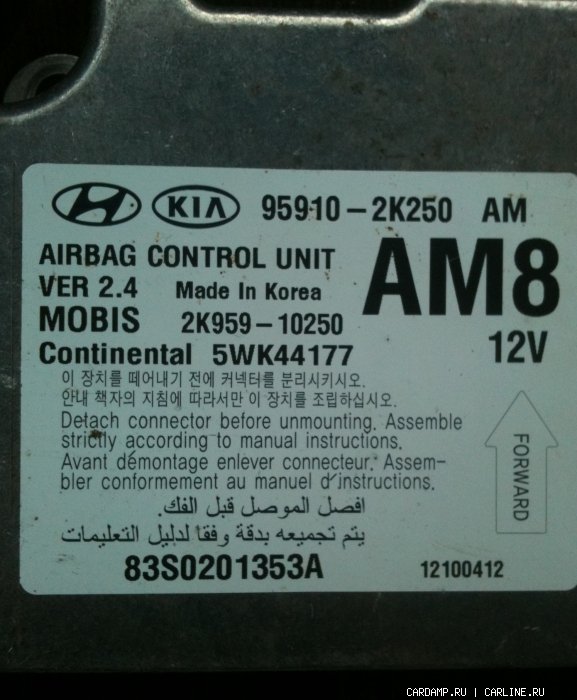 KIA 95910-2K250 AM
AIRBAG CONTROL UNIT
AM8
VER 2.4 Made In Korea
MOBIS 2K959-10250
12V
Continental 5WK44177
이 장치를 떼어내기 전에 커넥터를 분리시키시오.
안내 책자의 지침에 따라서만 이 장치를 조립하십시오.
Detach connector before unmounting. Assemble
strictly according to manual instructions.
Avant démontage enlever connecteur. Assem-
bler conformement au manuel d'instructions.
FORWARD
افصل الموصل قبل الفك.
يتم تجميعه بدقة وفقا لدليل التعليمات
83S0201353A 12100412
CARDAMP.RU | CARLINE.RU